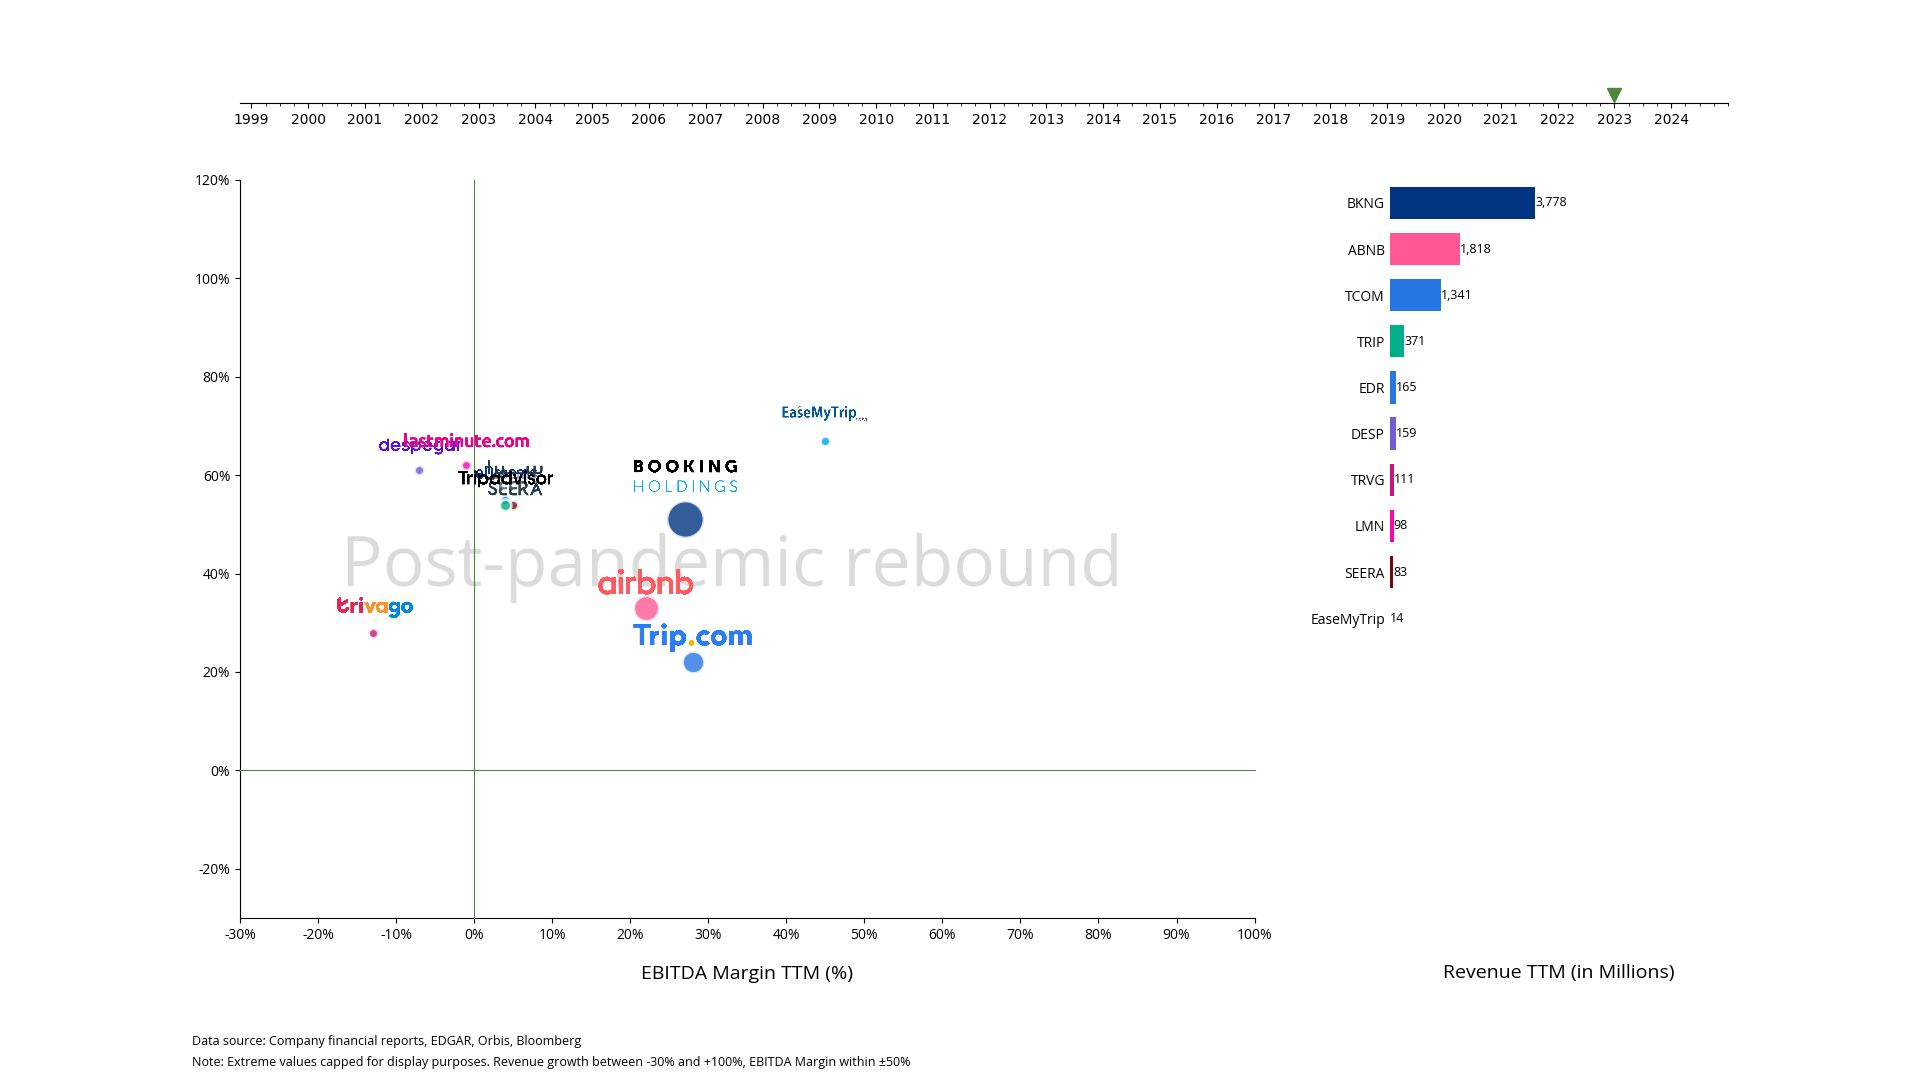 1999 2000 2001 2002 2003 2004 2005 2006 2007 2008 2009 2010 2011 2012 2013 2014 2015 2016 2017 2018 2019 2020 2021 2022 2023 2024
120%
100%
80%
60%
40%
20%
0%
-20%
-30% -20% -10% 0% 10% 20% 30% 40% 50% 60% 70% 80% 90% 100%
EBITDA Margin TTM (%)
Post-pandemic rebound
EaseMyTrip
lastminute.com
despegar
Tripadvisor
SEERA
BOOKING
HOLDINGS
airbnb
trivago
Trip.com
BKNG 3,778
ABNB 1,818
TCOM 1,341
TRIP 371
EDR 165
DESP 159
TRVG 111
LMN 98
SEERA 83
EaseMyTrip 14
Revenue TTM (in Millions)
Data source: Company financial reports, EDGAR, Orbis, Bloomberg
Note: Extreme values capped for display purposes. Revenue growth between -30% and +100%, EBITDA Margin within ±50%